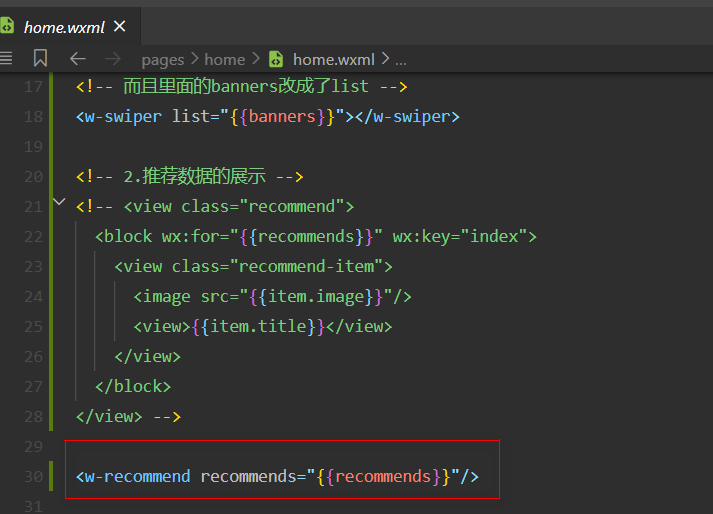 home.wxml ×
pages > home > home.wxml > ...
17 <!-- 而且里面的banners改成了list -->
18 <w-swiper list="{{banners}}"></w-swiper>
19
20 <!-- 2.推荐数据的展示 -->
21 <!-- <view class="recommend">
22 <block wx:for="{{recommends}}" wx:key="index">
23 <view class="recommend-item">
24 <image src="{{item.image}}"/>
25 <view>{{item.title}}</view>
26 </view>
27 </block>
28 </view> -->
29
30 <w-recommend recommends="{{recommends}}"/>
31